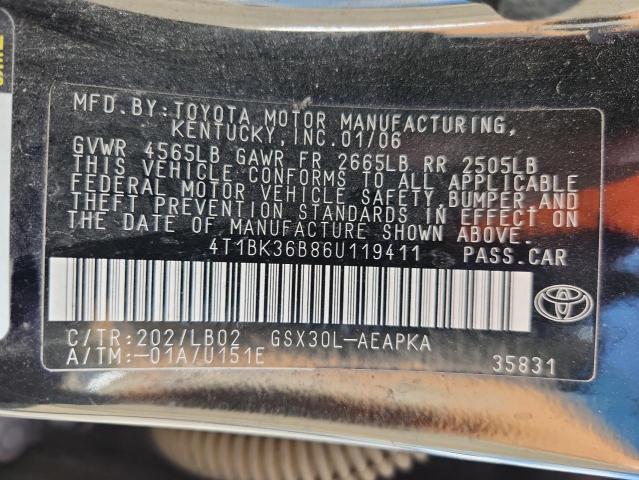 MFD.BY:TOYOTA MOTOR MANUFACTURING,
KENTUCKY,INC.01/06
GVWR 4565LB GAWR FR 2665LB RR 2505LB
THIS VEHICLE CONFORMS TO ALL APPLICABLE
FEDERAL MOTOR VEHICLE SAFETY,BUMPER,AND
THEFT PREVENTION STANDARDS IN EFFECT ON
THE DATE OF MANUFACTURE SHOWN ABOVE.
4T1BK36B86U119411 PASS.CAR
C/TR:202/LB02 GSX30L-AEAPKA
A/TM:-01A/U151E 35831